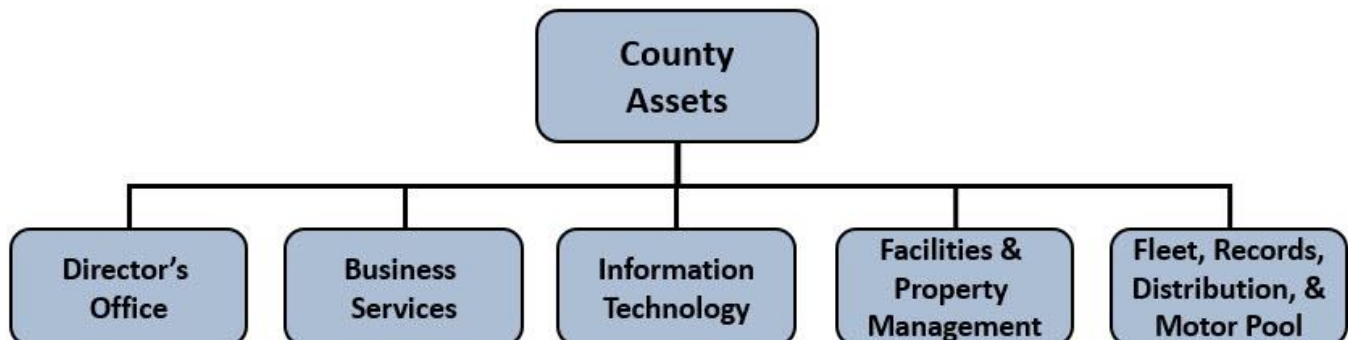 County
Assets
Director's
Office
Business
Services
Information
Technology
Facilities &
Property
Management
Fleet, Records,
Distribution, &
Motor Pool